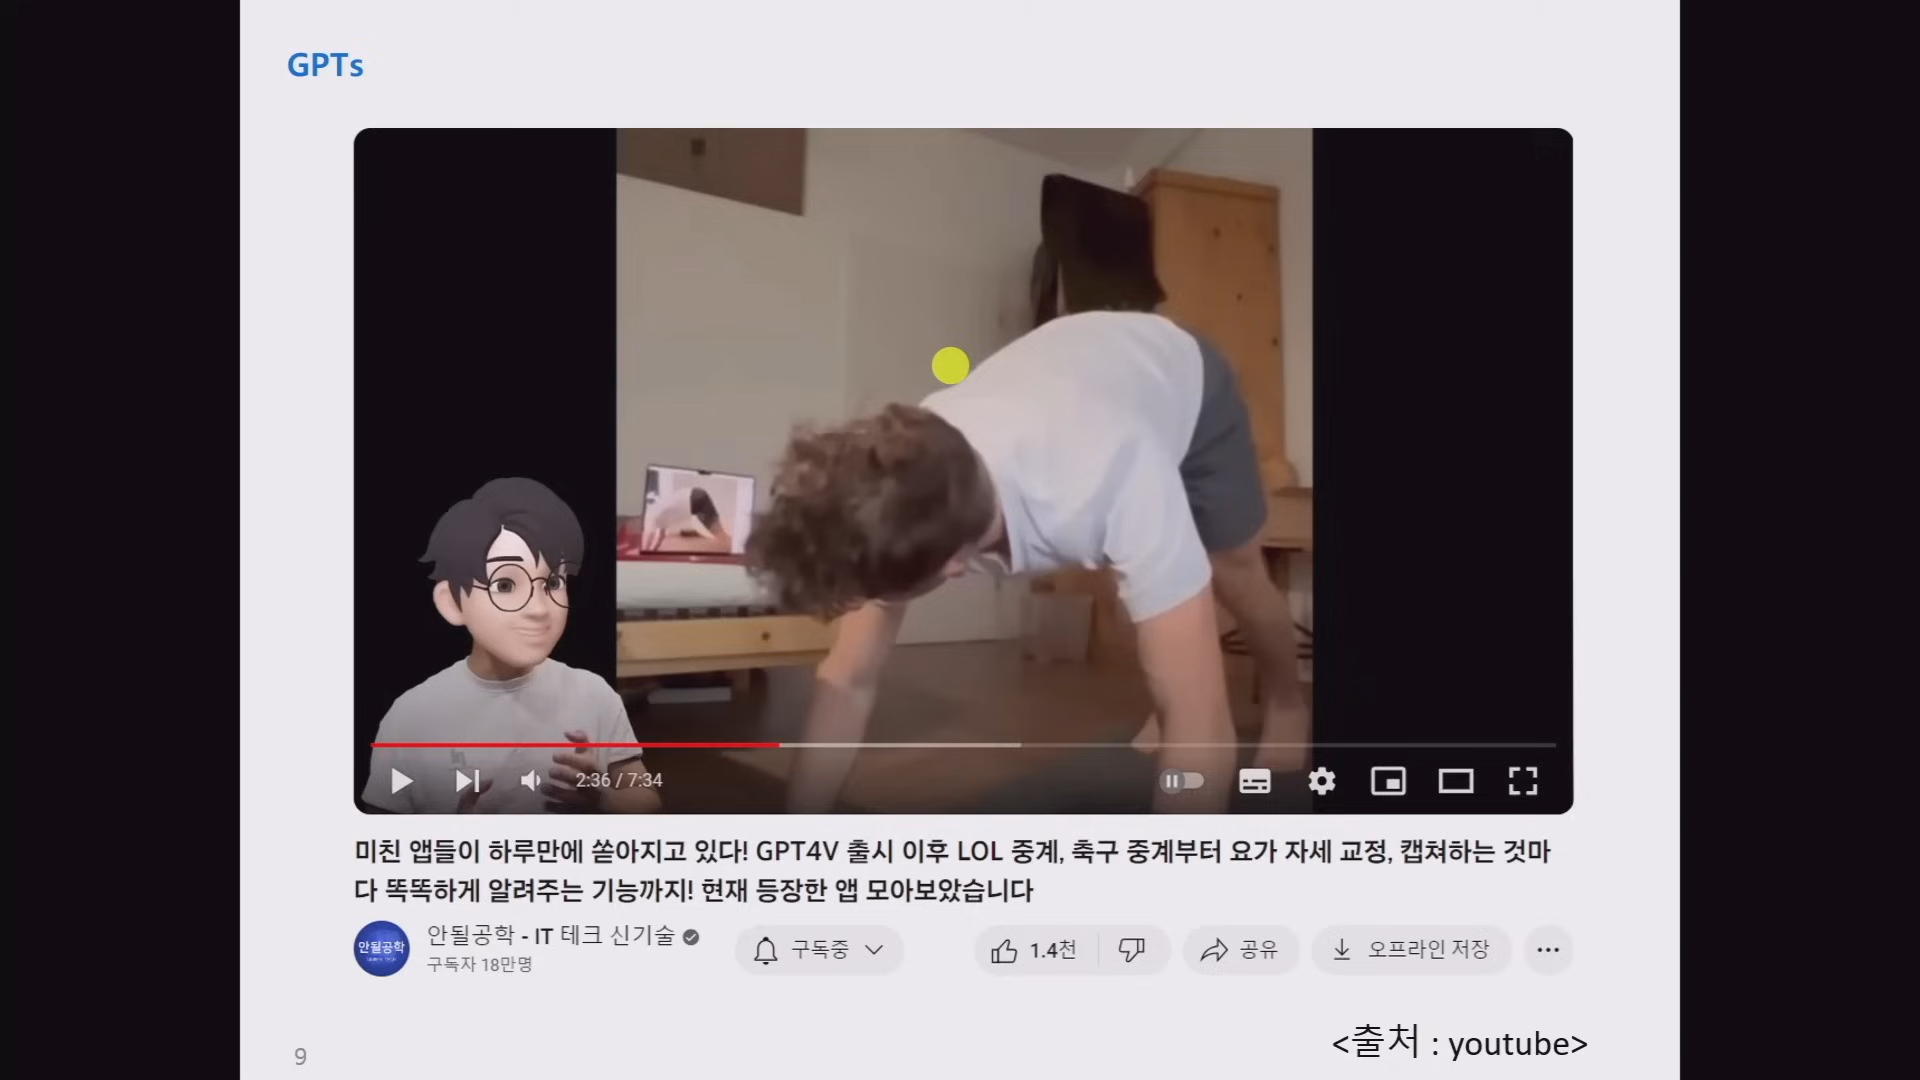 GPTs
2:36 / 7:34
미친 앱들이 하루만에 쏟아지고 있다! GPT4V 출시 이후 LOL 중계, 축구 중계부터 요가 자세 교정, 캡쳐하는 것마
다 똑똑하게 알려주는 기능까지! 현재 등장한 앱 모아보았습니다
안될공학
안될공학 - IT 테크 신기술
구독자 18만명
구독중
1.4천
공유
오프라인 저장
<출처 : youtube>
9